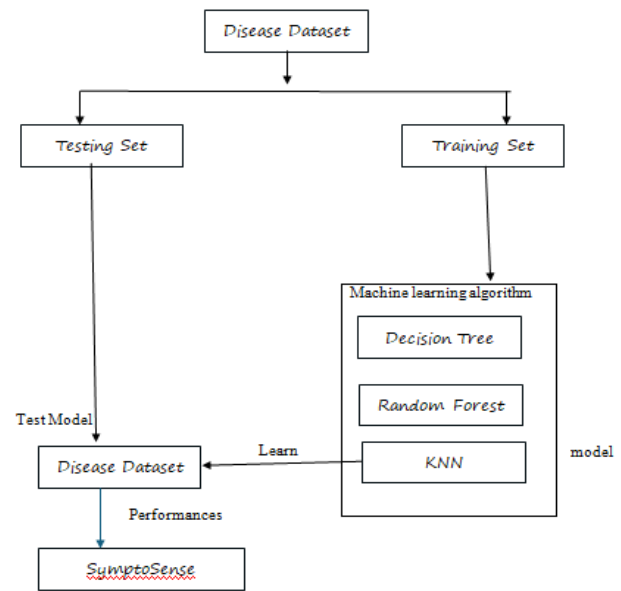 Disease Dataset
Testing Set
Training Set
Machine learning algorithm
Decision Tree
Random Forest
KNN
model
Test Model
Learn
Disease Dataset
Performances
SymptoSense